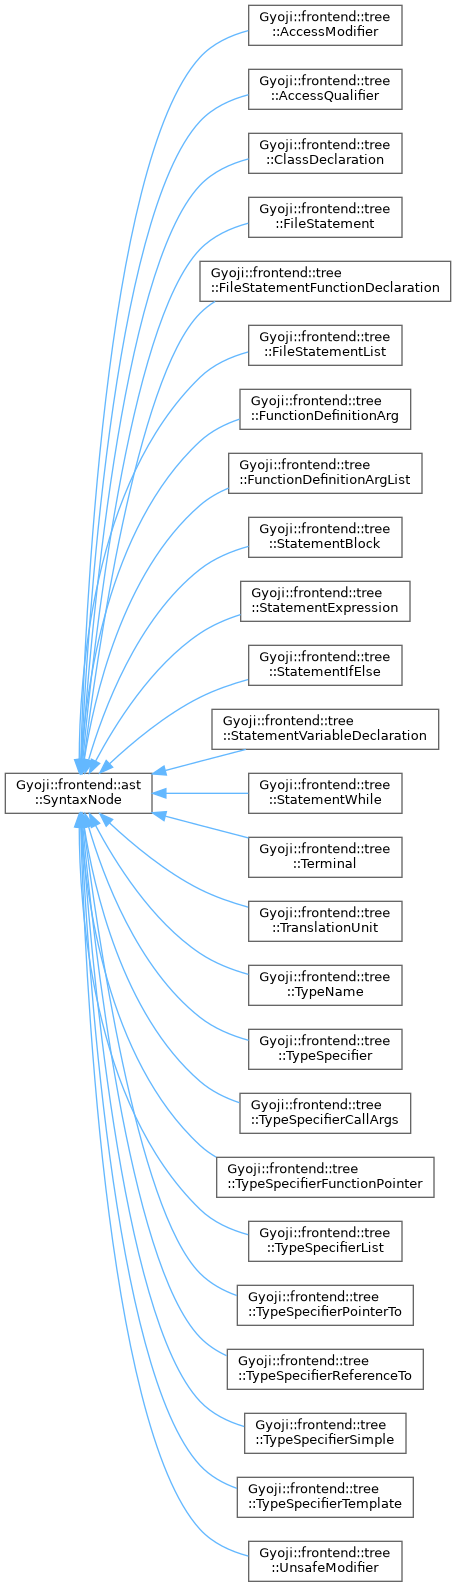 Gyoji::frontend::tree
::AccessModifier
Gyoji::frontend::tree
::AccessQualifier
Gyoji::frontend::tree
::ClassDeclaration
Gyoji::frontend::tree
::FileStatement
Gyoji::frontend::tree
::FileStatementFunctionDeclaration
Gyoji::frontend::tree
::FileStatementList
Gyoji::frontend::tree
::FunctionDefinitionArg
Gyoji::frontend::tree
::FunctionDefinitionArgList
Gyoji::frontend::tree
::StatementBlock
Gyoji::frontend::tree
::StatementExpression
Gyoji::frontend::tree
::StatementIfElse
Gyoji::frontend::tree
::StatementVariableDeclaration
Gyoji::frontend::ast
::SyntaxNode
Gyoji::frontend::tree
::StatementWhile
Gyoji::frontend::tree
::Terminal
Gyoji::frontend::tree
::TranslationUnit
Gyoji::frontend::tree
::TypeName
Gyoji::frontend::tree
::TypeSpecifier
Gyoji::frontend::tree
::TypeSpecifierCallArgs
Gyoji::frontend::tree
::TypeSpecifierFunctionPointer
Gyoji::frontend::tree
::TypeSpecifierList
Gyoji::frontend::tree
::TypeSpecifierPointerTo
Gyoji::frontend::tree
::TypeSpecifierReferenceTo
Gyoji::frontend::tree
::TypeSpecifierSimple
Gyoji::frontend::tree
::TypeSpecifierTemplate
Gyoji::frontend::tree
::UnsafeModifier